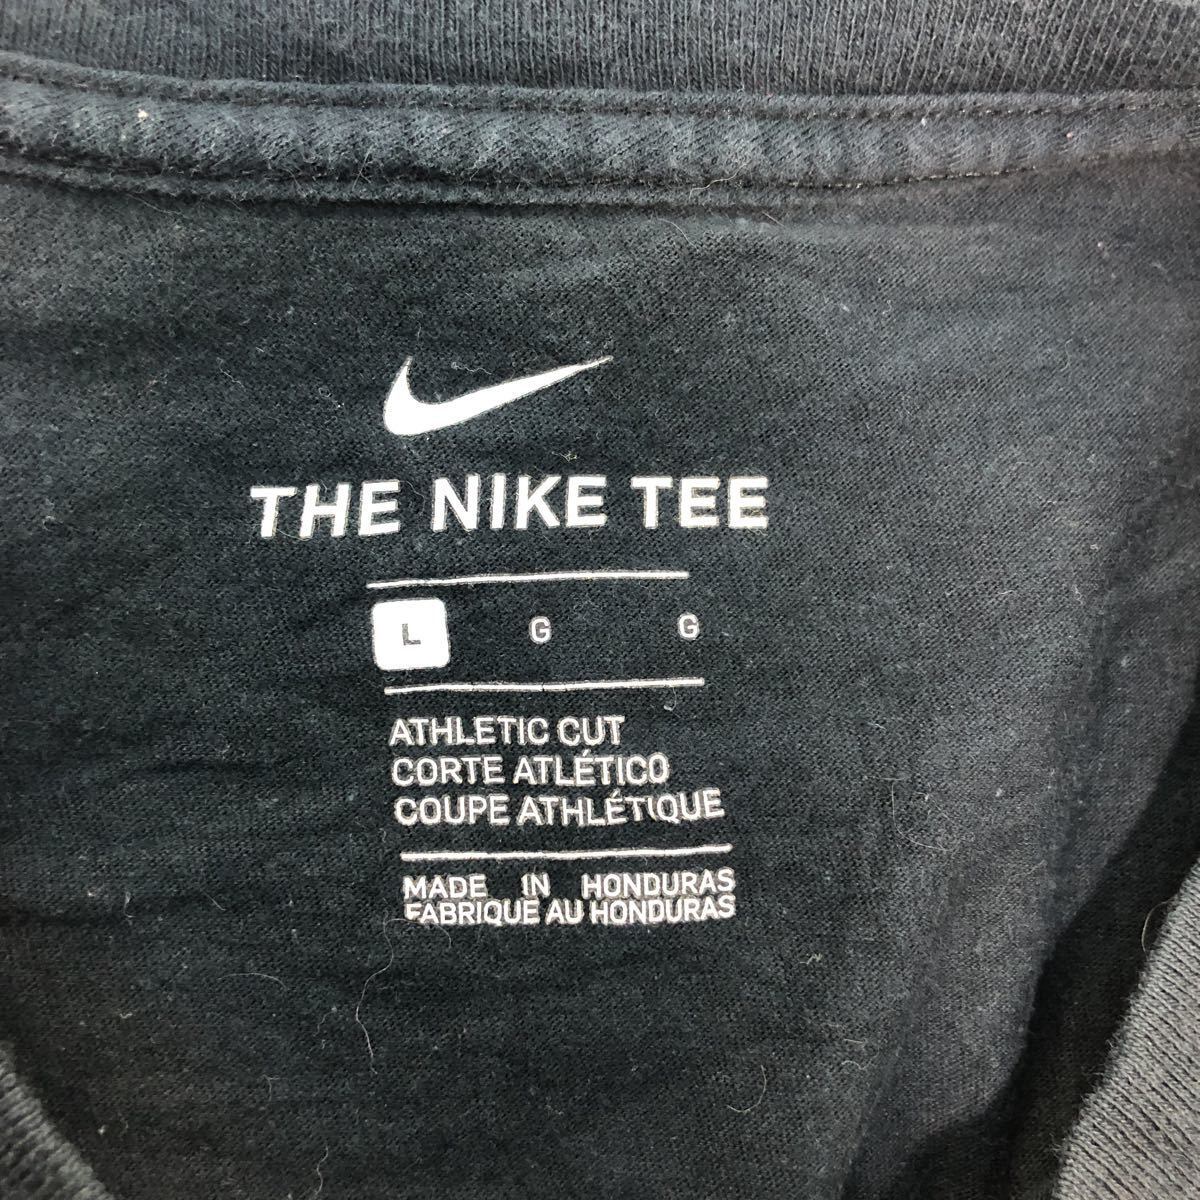 THE NIKE TEE
L G G
ATHLETIC CUT
CORTE ATLÉTICO
COUPE ATHLÉTIQUE
MADE IN HONDURAS
FABRIQUE AU HONDURAS